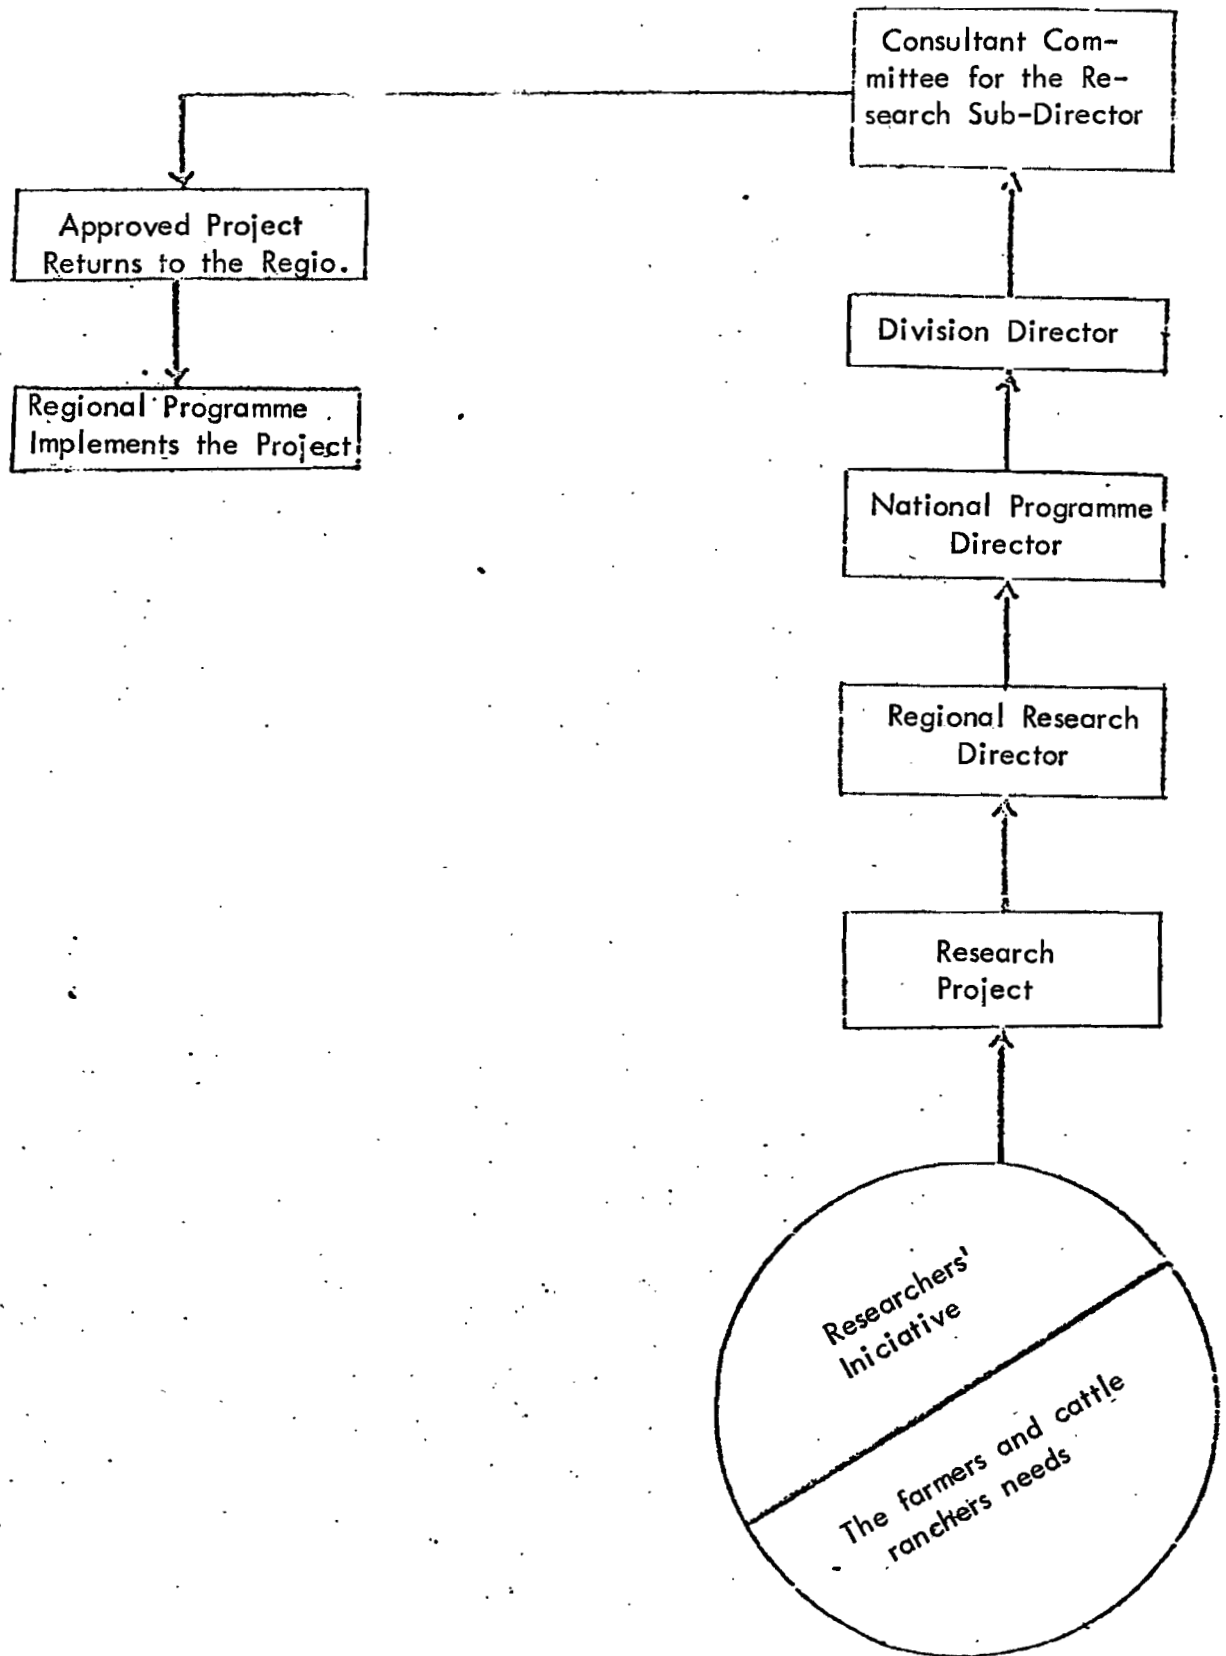 Consultant Com-
mittee for the Re-
search Sub-Director
Approved Project
Returns to the Regio.
Regional Programme
Implements the Project
Division Director
National Programme
Director
Regional Research
Director
Research
Project
Researchers'
Iniciative
The farmers and cattle
ranchers needs